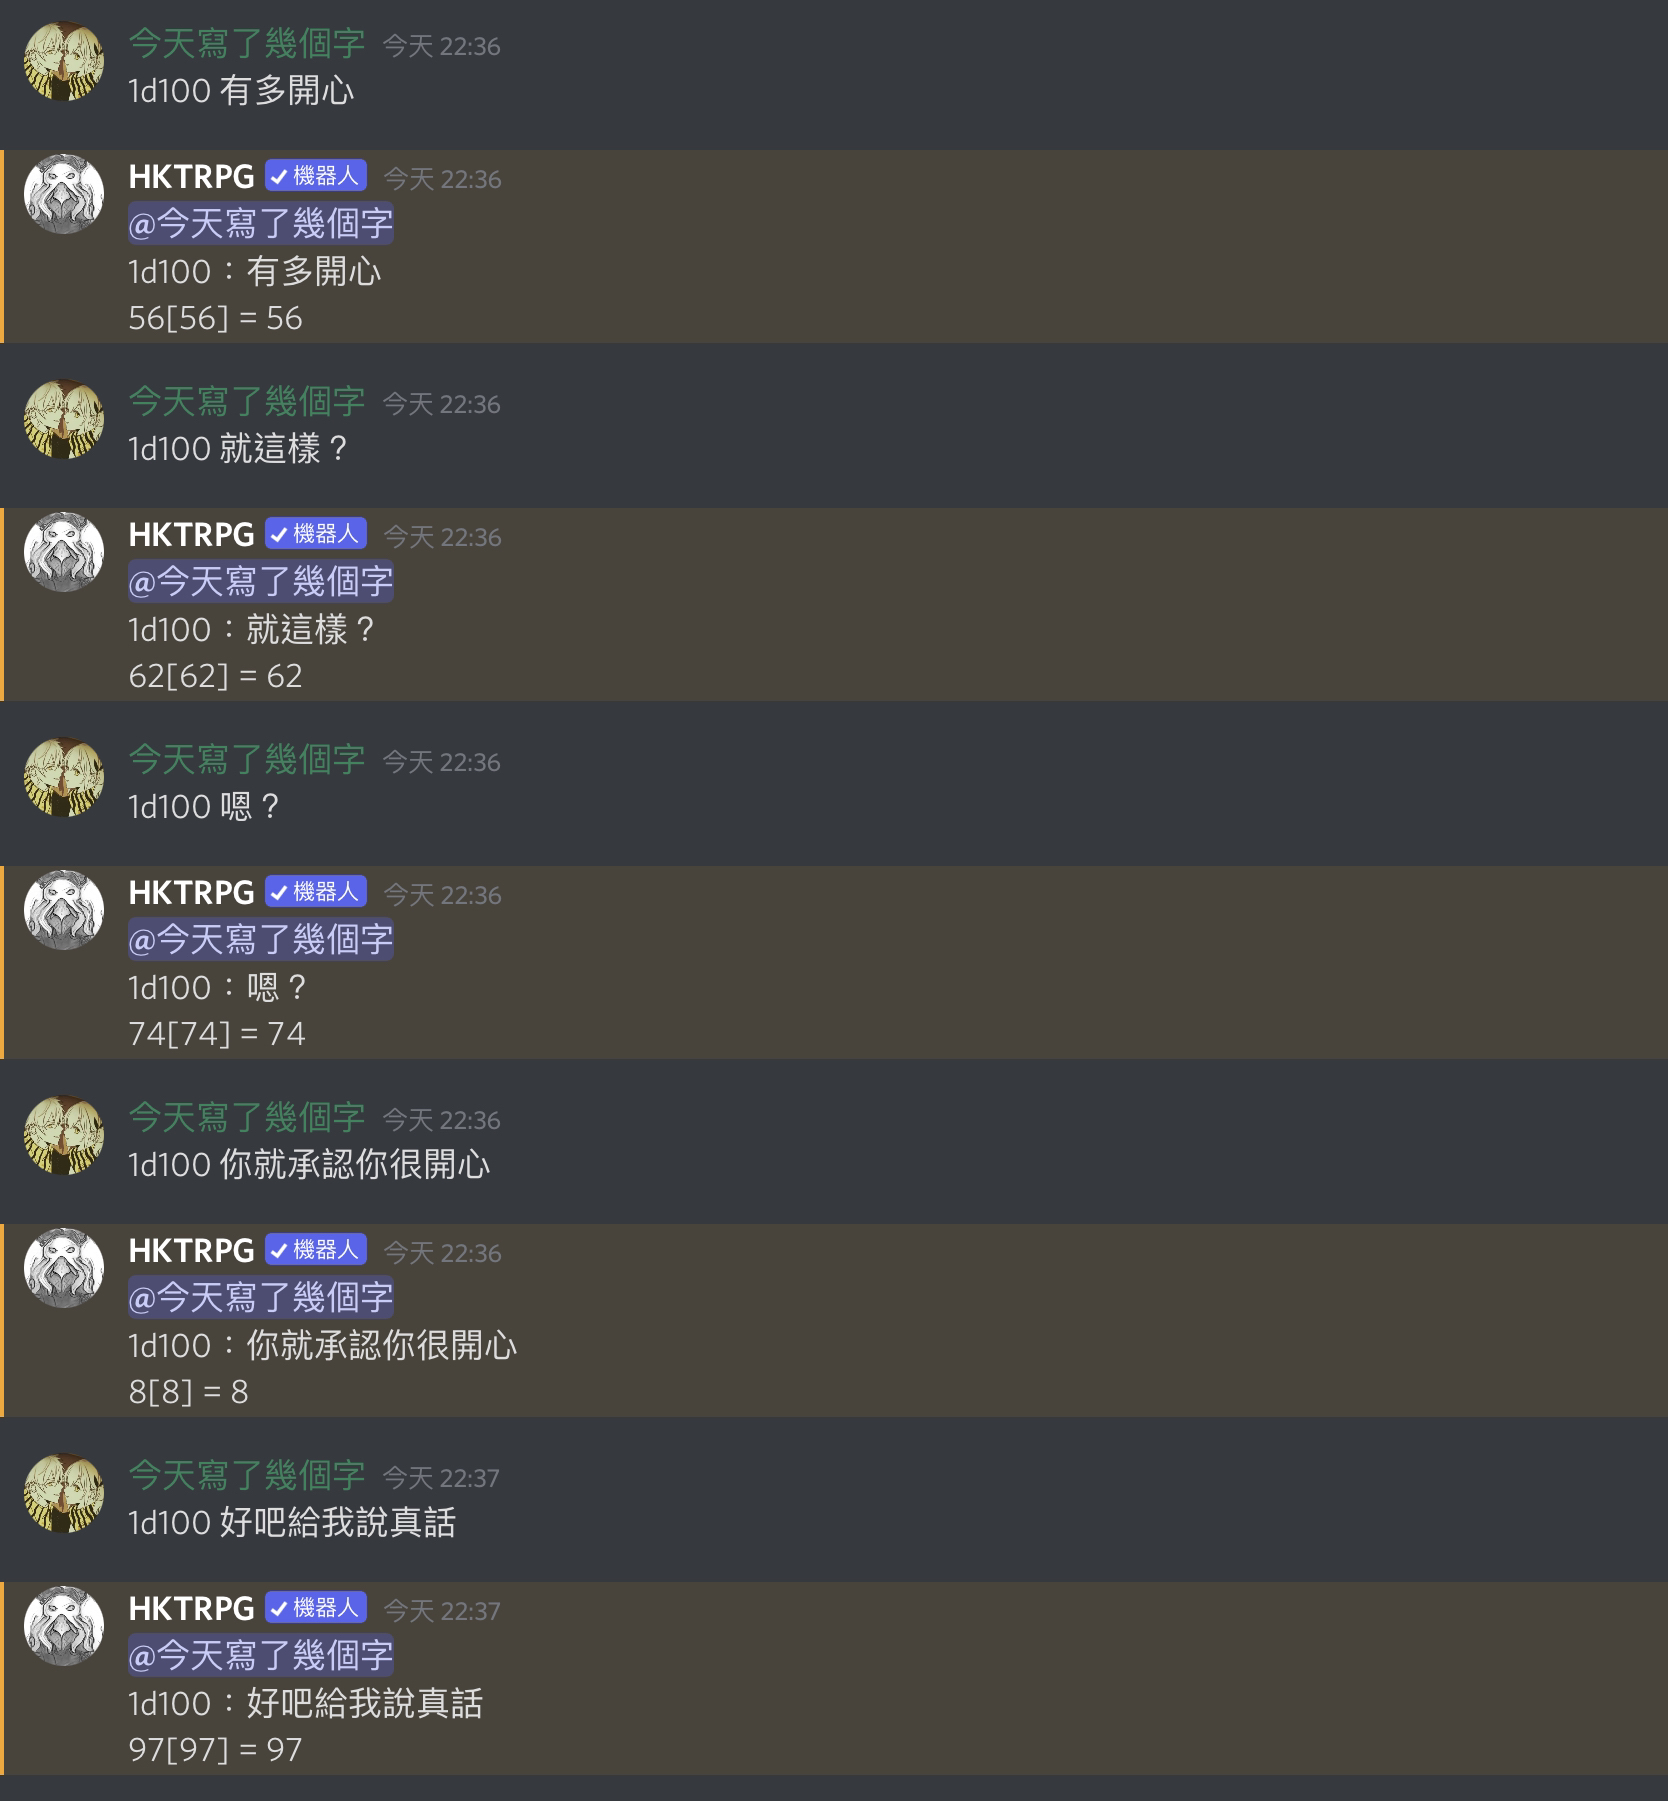 今天寫了幾個字 今天 22:36
1d100 有多開心
HKTRPG ✓機器人 今天 22:36
@今天寫了幾個字
1d100：有多開心
56[56] = 56
今天寫了幾個字 今天 22:36
1d100 就這樣？
HKTRPG ✓機器人 今天 22:36
@今天寫了幾個字
1d100：就這樣？
62[62] = 62
今天寫了幾個字 今天 22:36
1d100 嗯？
HKTRPG ✓機器人 今天 22:36
@今天寫了幾個字
1d100：嗯？
74[74] = 74
今天寫了幾個字 今天 22:36
1d100 你就承認你很開心
HKTRPG ✓機器人 今天 22:36
@今天寫了幾個字
1d100：你就承認你很開心
8[8] = 8
今天寫了幾個字 今天 22:37
1d100 好吧給我說真話
HKTRPG ✓機器人 今天 22:37
@今天寫了幾個字
1d100：好吧給我說真話
97[97] = 97